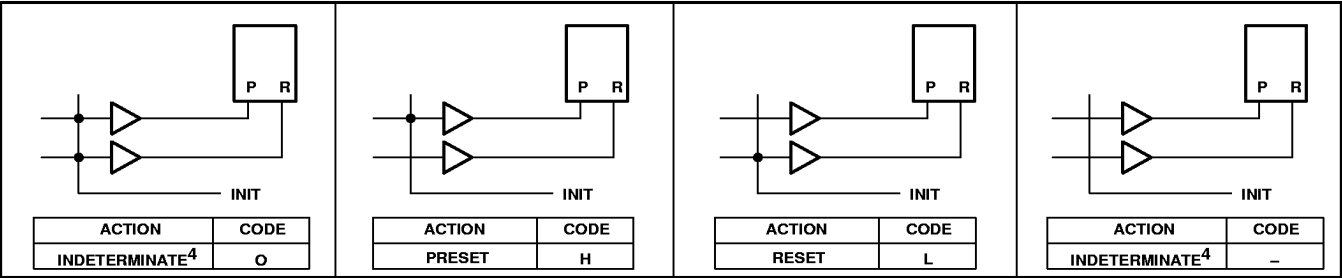 P R
INIT
ACTION CODE
INDETERMINATE4 O
P R
INIT
ACTION CODE
PRESET H
P R
INIT
ACTION CODE
RESET L
P R
INIT
ACTION CODE
INDETERMINATE4 –